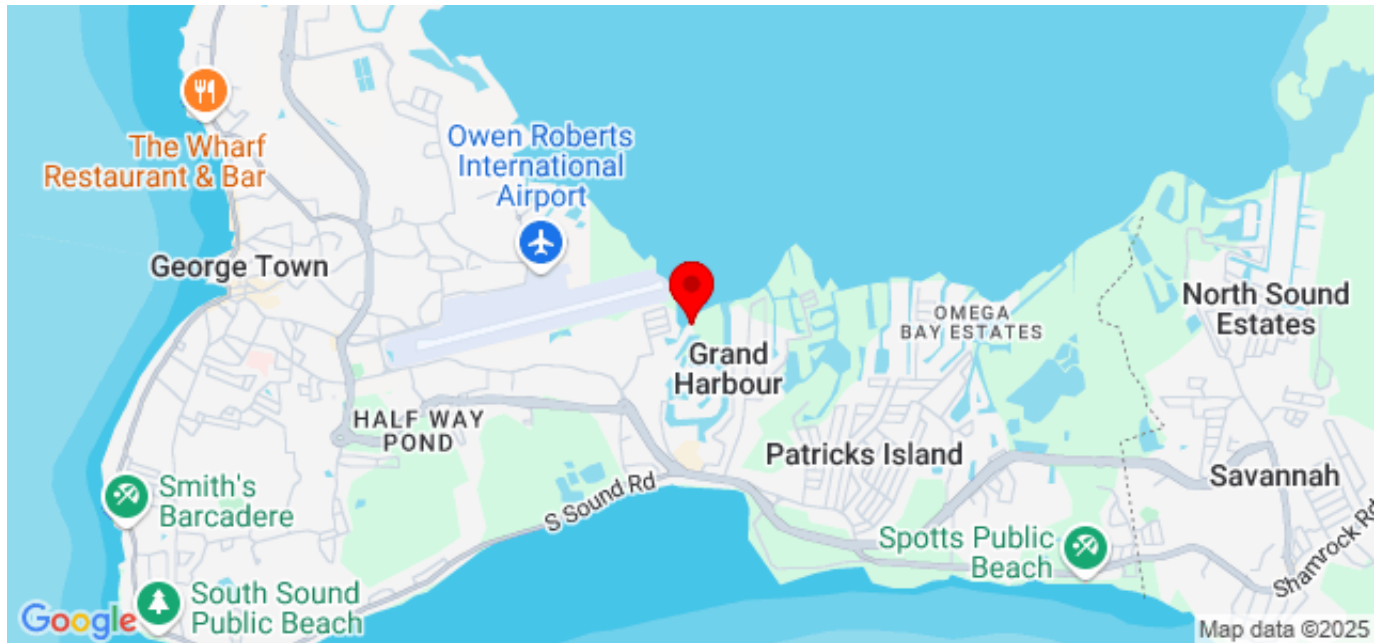 The Wharf
Restaurant & Bar
Owen Roberts
International
Airport
George Town
North Sound
Estates
OMEGA
BAY ESTATES
Grand
Harbour
HALF WAY
POND
Patricks Island
Savannah
Smith's
Barcadere
S Sound Rd
Spotts Public
Beach
Shamrock Rd
South Sound
Public Beach
Google
Map data ©2025